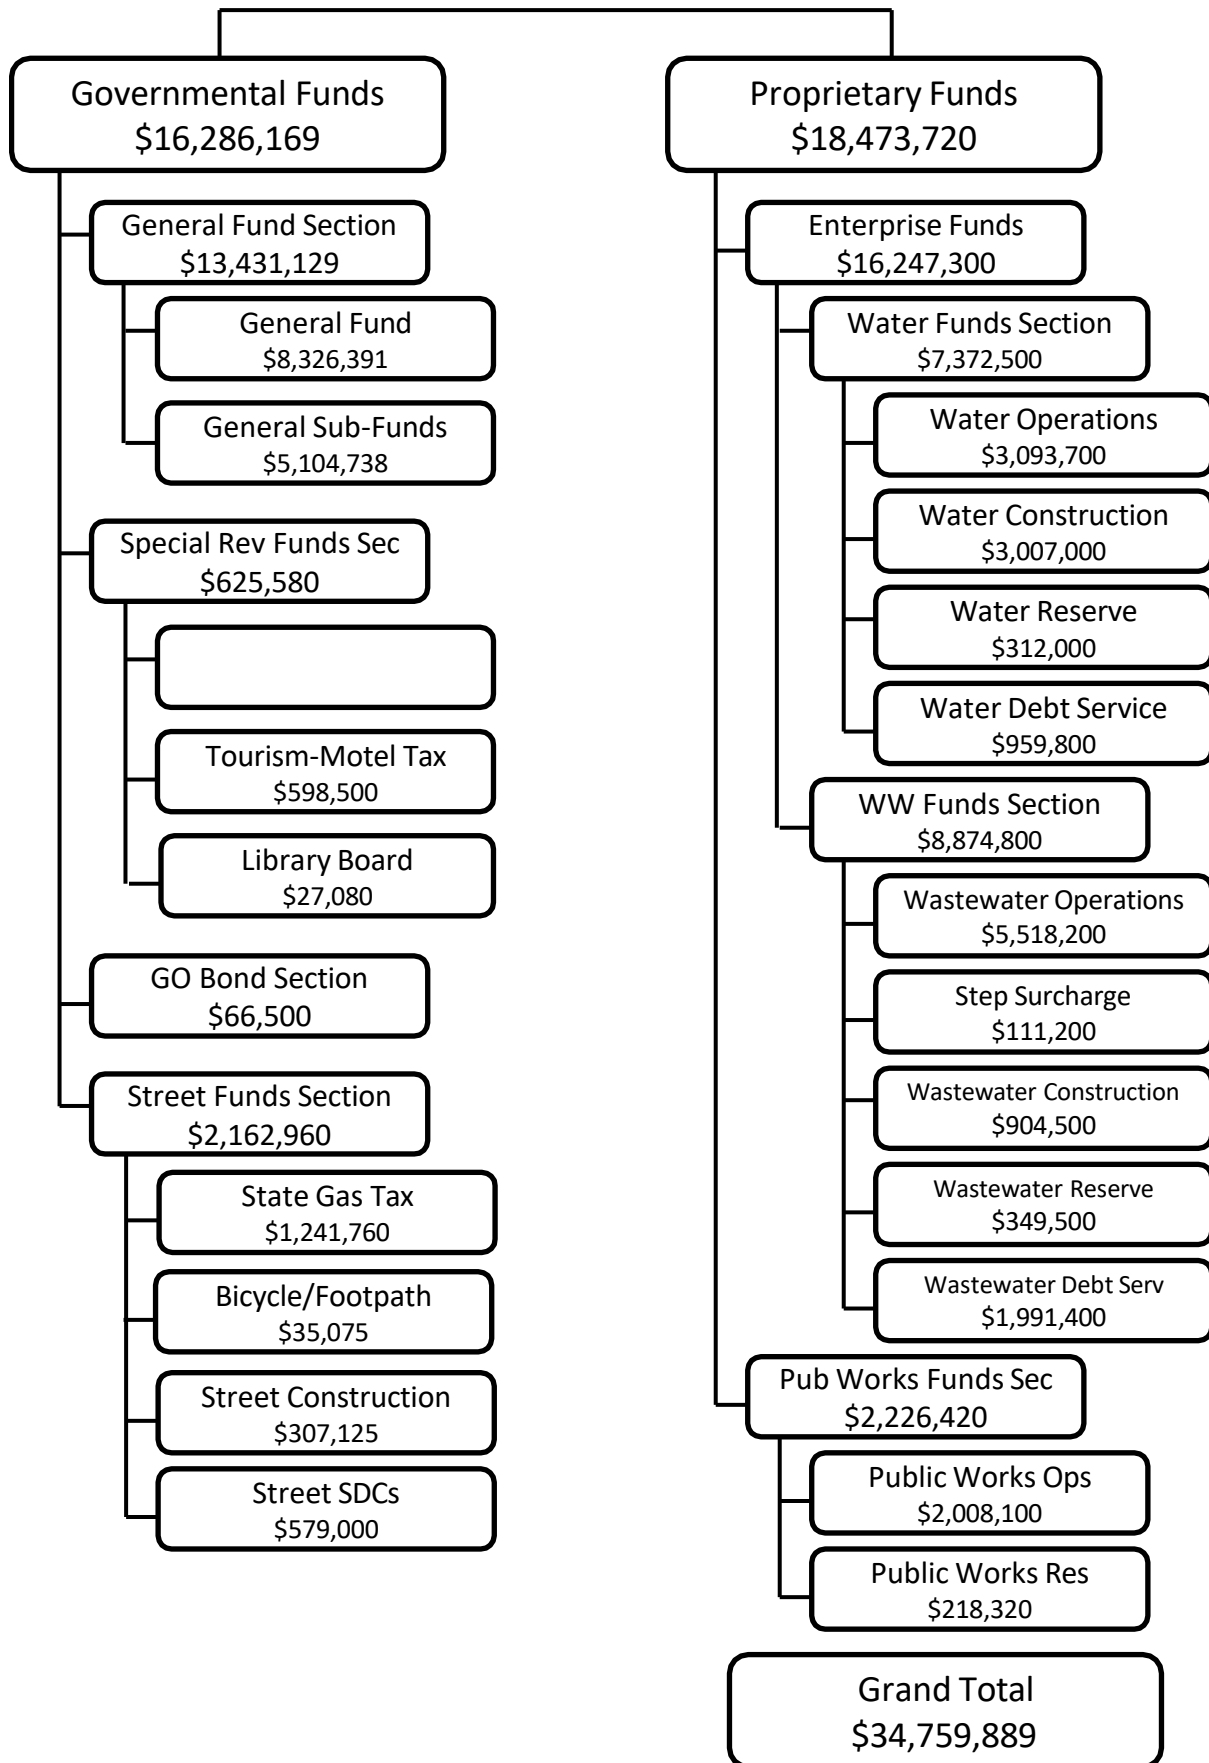 Governmental Funds
$16,286,169
General Fund Section
$13,431,129
General Fund
$8,326,391
General Sub-Funds
$5,104,738
Special Rev Funds Sec
$625,580
Tourism-Motel Tax
$598,500
Library Board
$27,080
GO Bond Section
$66,500
Street Funds Section
$2,162,960
State Gas Tax
$1,241,760
Bicycle/Footpath
$35,075
Street Construction
$307,125
Street SDCs
$579,000
Proprietary Funds
$18,473,720
Enterprise Funds
$16,247,300
Water Funds Section
$7,372,500
Water Operations
$3,093,700
Water Construction
$3,007,000
Water Reserve
$312,000
Water Debt Service
$959,800
WW Funds Section
$8,874,800
Wastewater Operations
$5,518,200
Step Surcharge
$111,200
Wastewater Construction
$904,500
Wastewater Reserve
$349,500
Wastewater Debt Serv
$1,991,400
Pub Works Funds Sec
$2,226,420
Public Works Ops
$2,008,100
Public Works Res
$218,320
Grand Total
$34,759,889